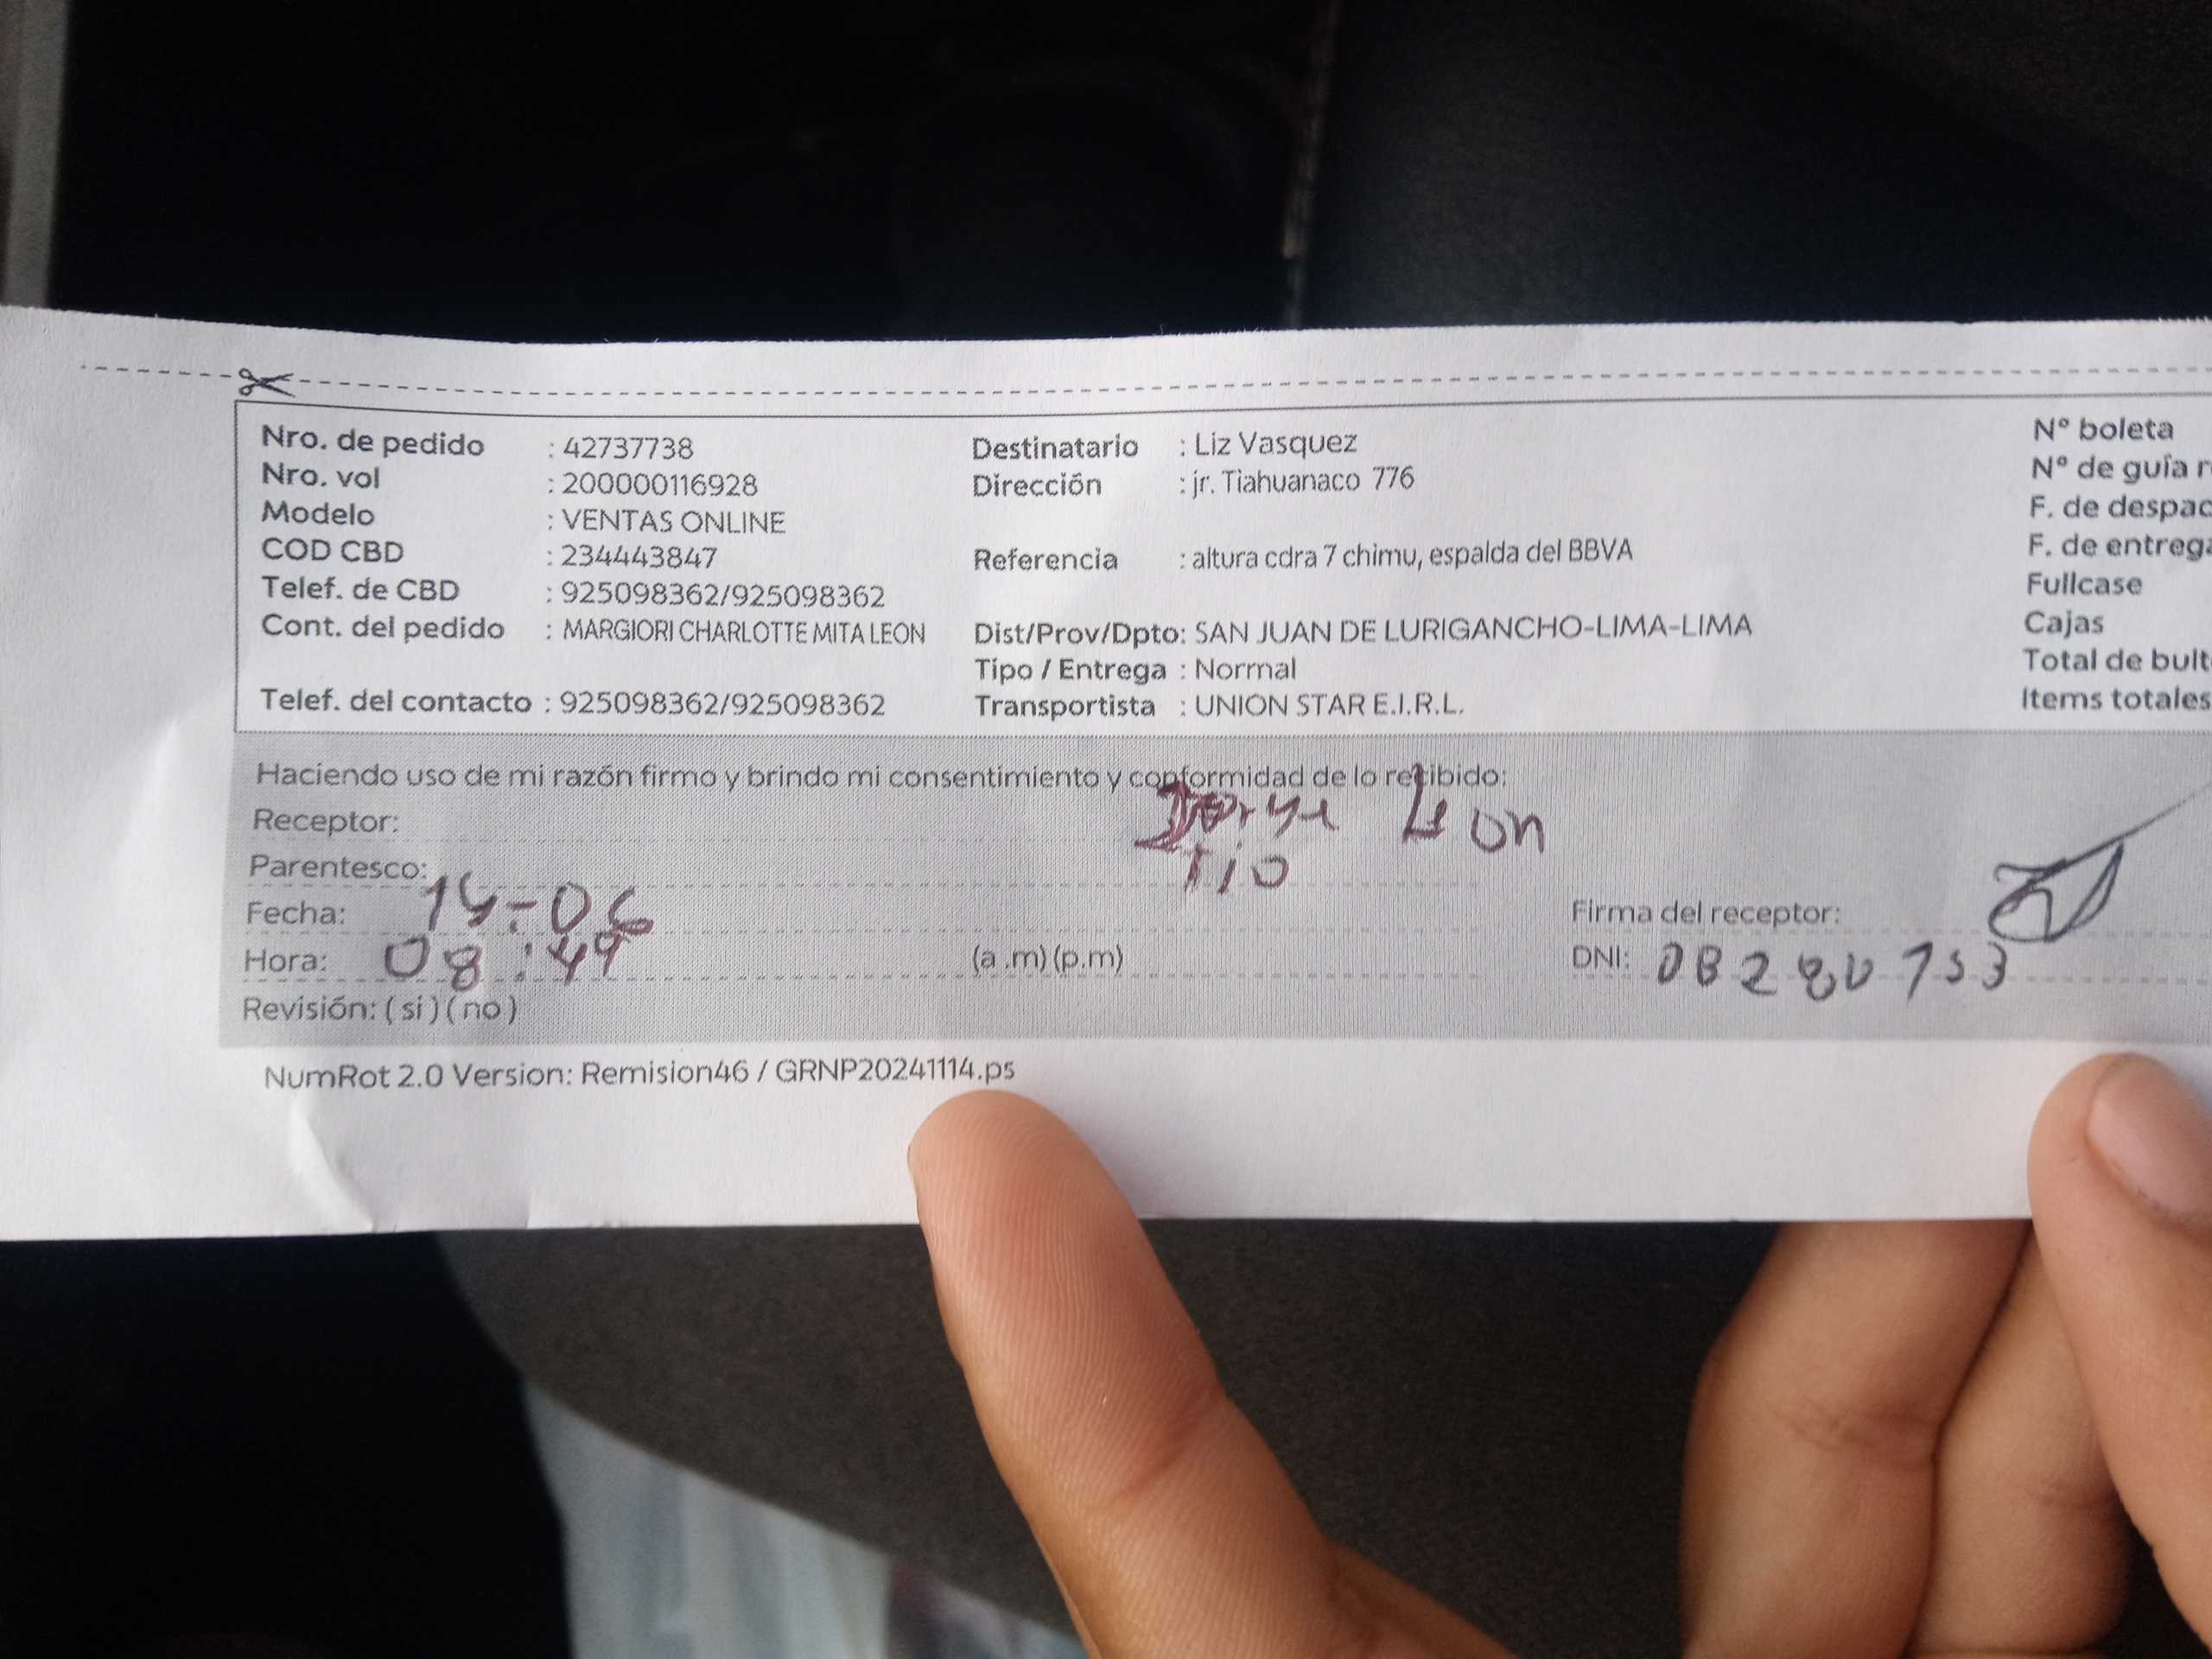 Nro. de pedido : 42737738
Nro. vol : 200000116928
Modelo : VENTAS ONLINE
COD CBD : 234443847
Telef. de CBD : 925098362/925098362
Cont. del pedido : MARGIORI CHARLOTTE MITA LEON
Telef. del contacto : 925098362/925098362
Destinatario : Liz Vasquez
Dirección : jr. Tiahuanaco 776
Referencia : altura cdra 7 chimu, espalda del BBVA
Dist/Prov/Dpto: SAN JUAN DE LURIGANCHO-LIMA-LIMA
Tipo / Entrega : Normal
Transportista : UNION STAR E.I.R.L.
N° boleta
N° de guía
F. de
F. de
Fullcase
Cajas
Total de
Items totales
Haciendo uso de mi razón firmo y brindo mi consentimiento y conformidad de lo recibido:
Receptor: Leon
Parentesco: Tio
Fecha:
Hora: 08:49 (a.m) (p.m)
Revisión: ( si ) ( no )
Firma del receptor:
DNI:
NumRot 2.0 Version: Remision46 / GRNP20241114.ps